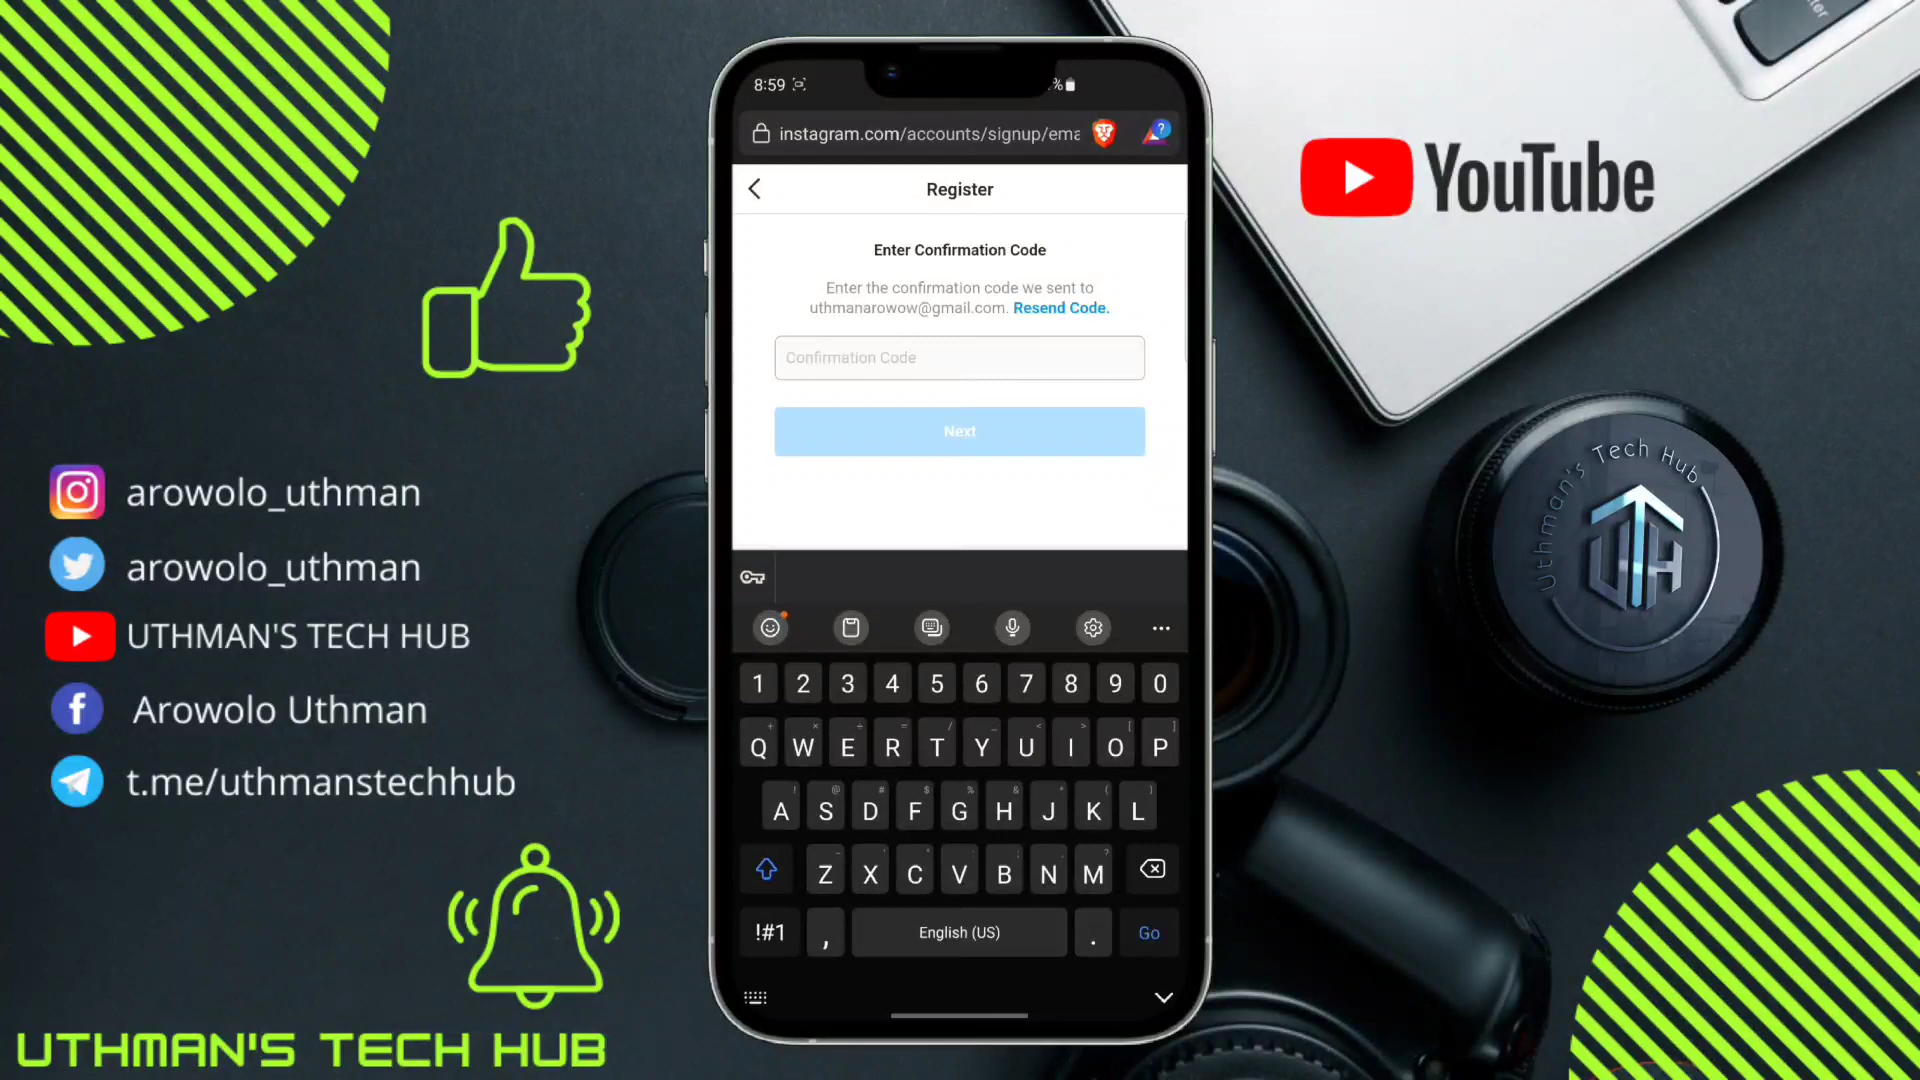 8:59
%
instagram.com/accounts/signup/ema
Register
Enter Confirmation Code
Enter the confirmation code we sent to
uthmanarowow@gmail.com. Resend Code.
Confirmation Code
Next
1 2 3 4 5 6 7 8 9 0
Q W E R T Y U I O P
A S D F G H J K L
Z X C V B N M
!#1 , English (US) . Go
YouTube
Uthman's Tech Hub
UTH
arowolo_uthman
arowolo_uthman
UTHMAN'S TECH HUB
Arowolo Uthman
t.me/uthmanstechhub
UTHMAN'S TECH HUB